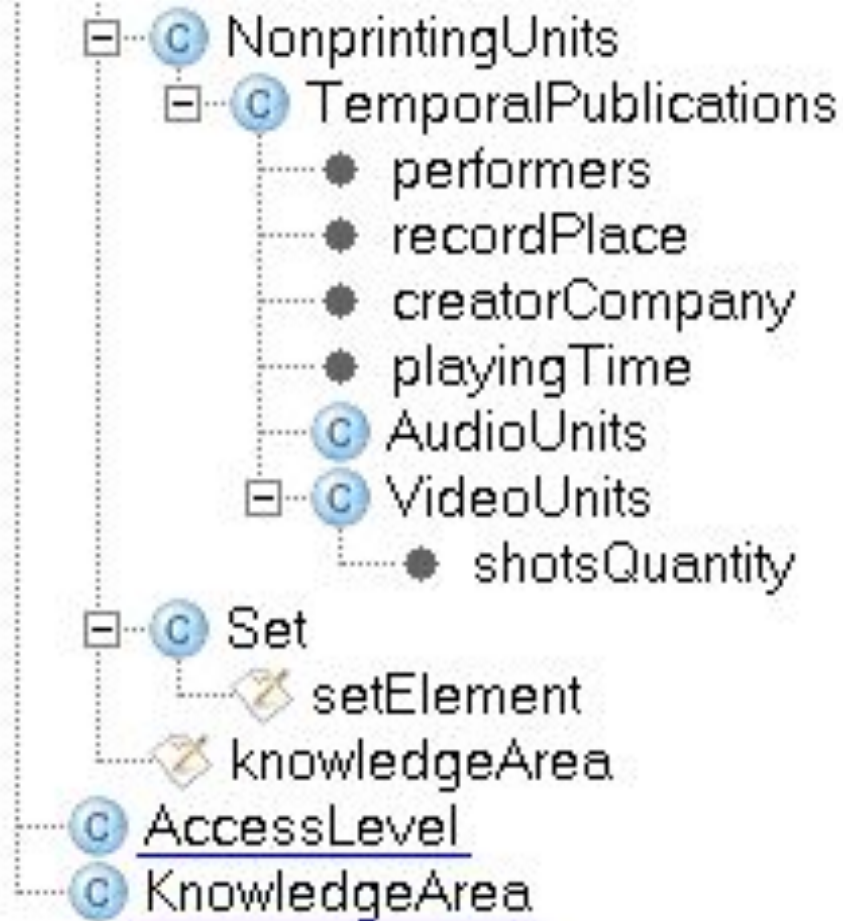 NonprintingUnits
TemporalPublications
performers
recordPlace
creatorCompany
playingTime
C AudioUnits
C VideoUnits
shotsQuantity
C Set
setElement
knowledgeArea
C AccessLevel
C KnowledgeArea